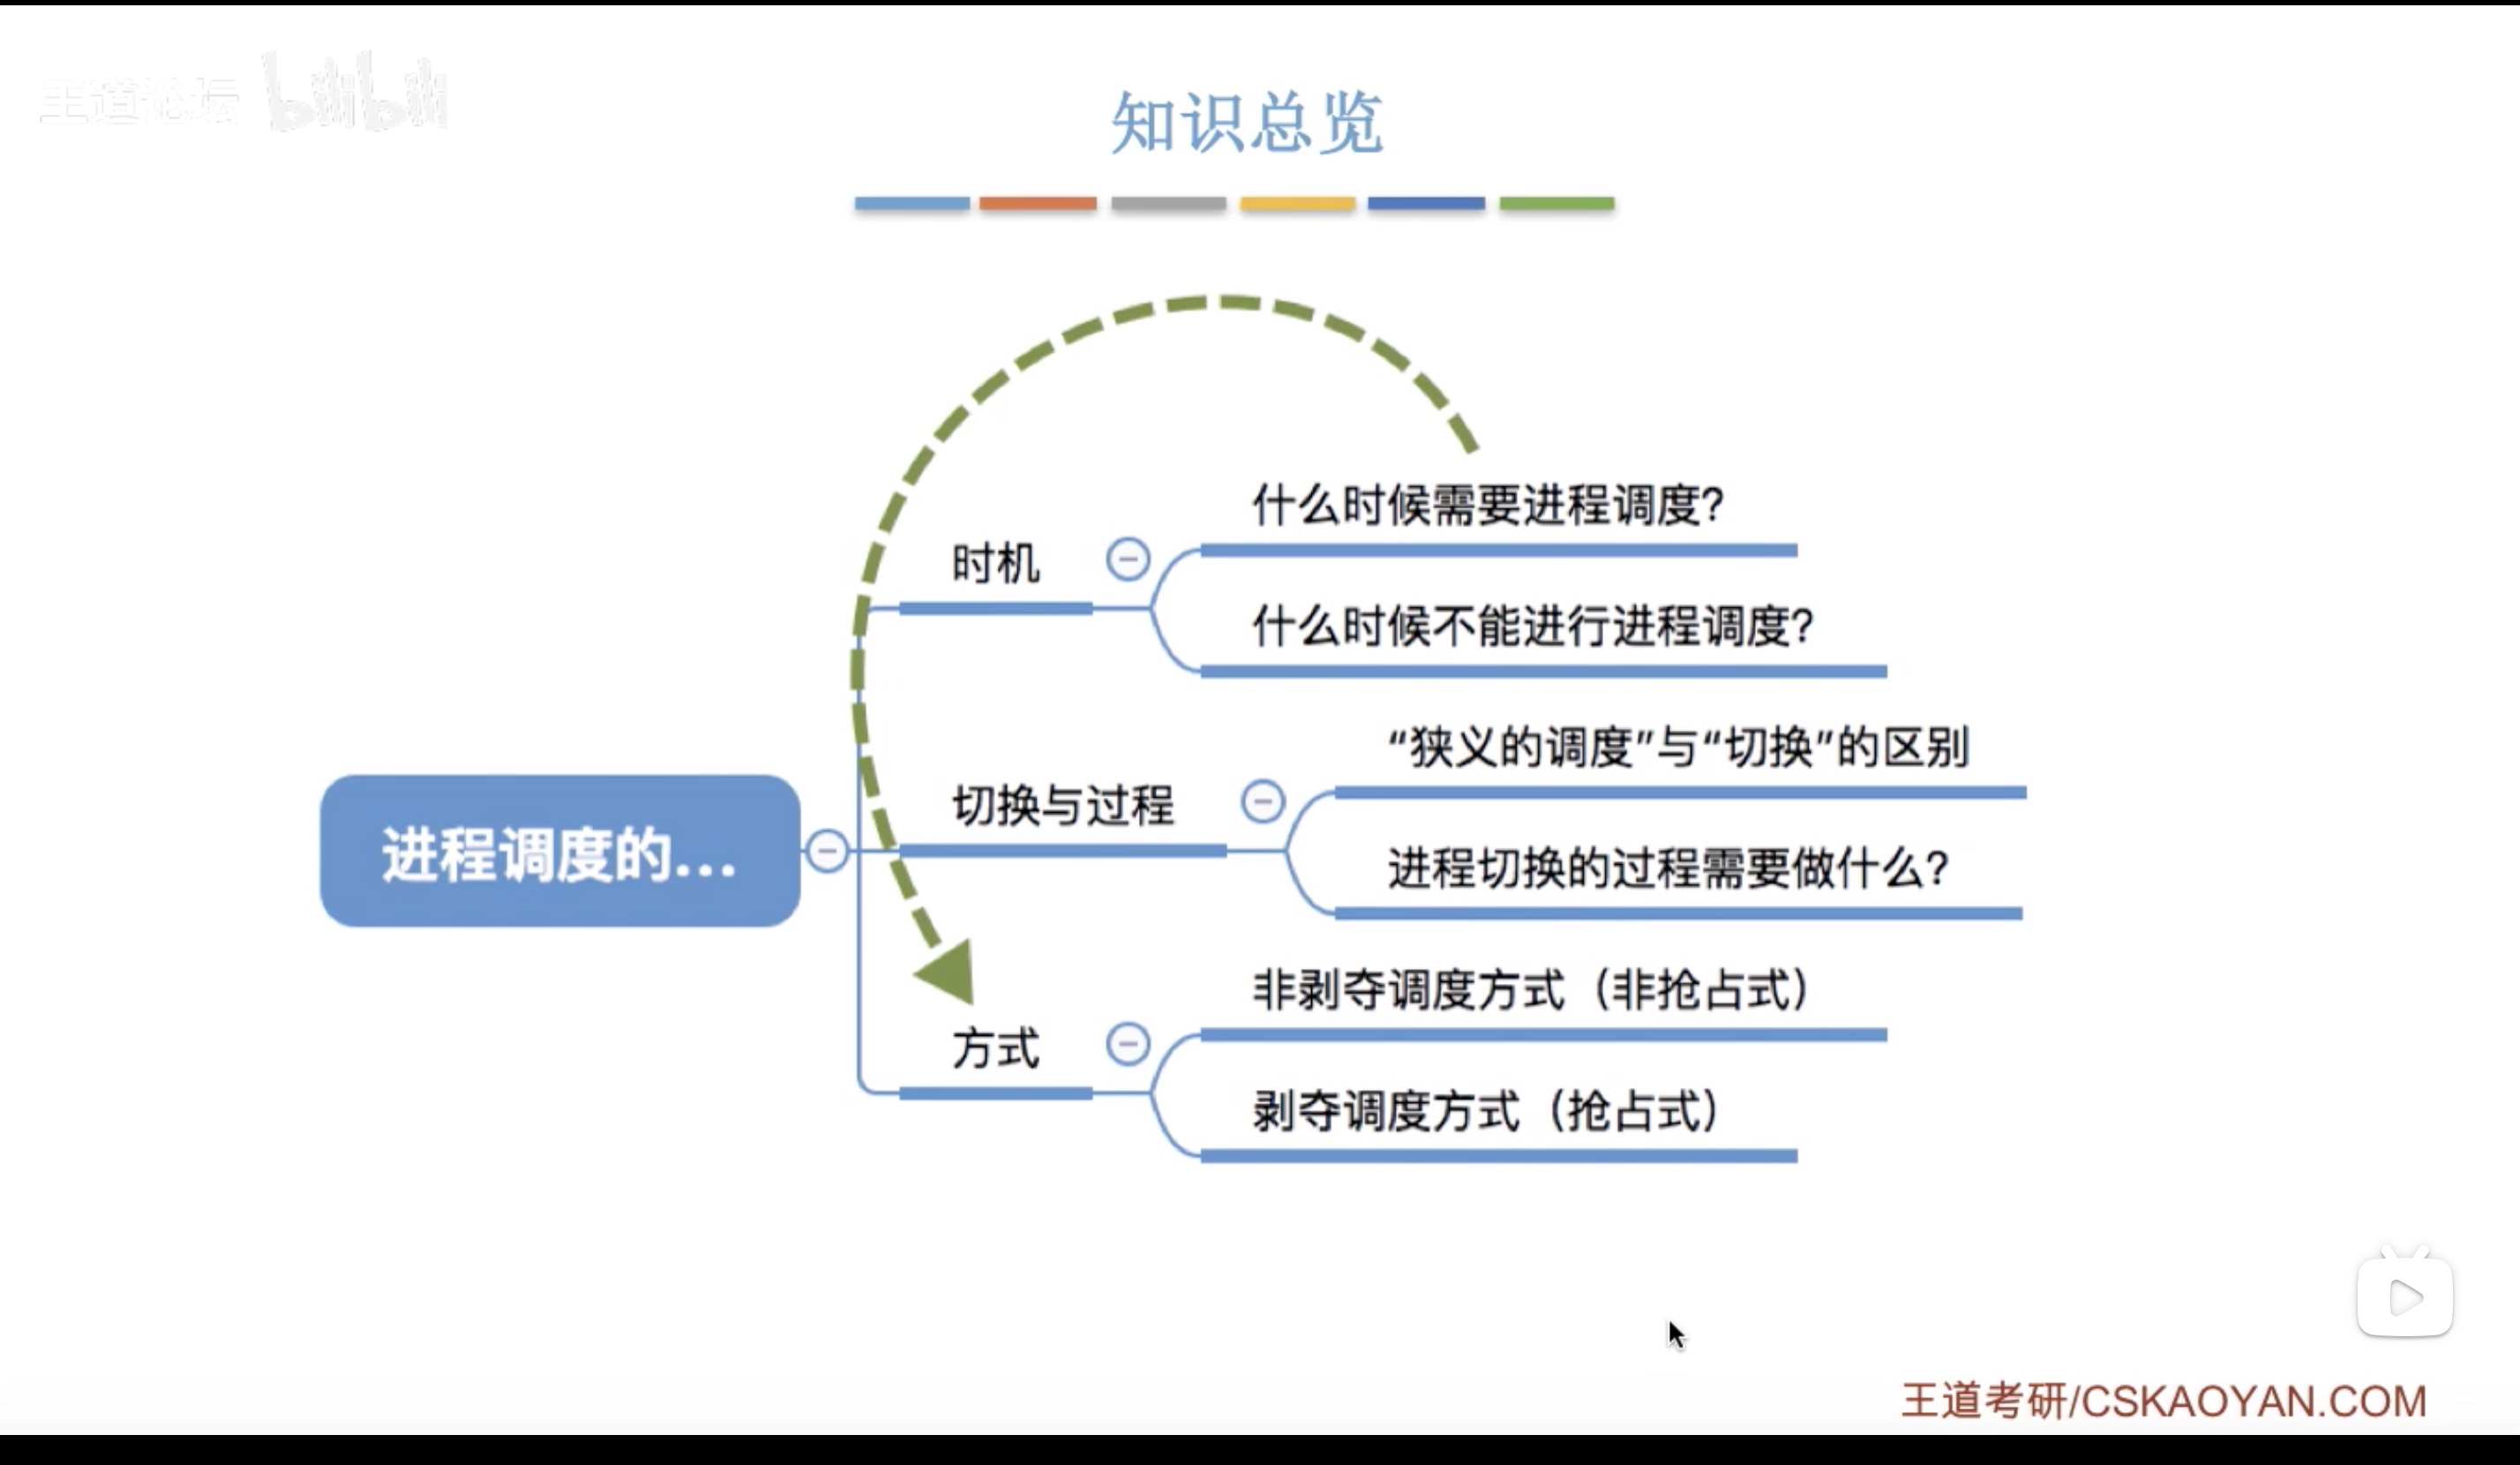 王道论坛 bilibili
知识总览
什么时候需要进程调度?
时机
什么时候不能进行进程调度?
“狭义的调度”与“切换”的区别
切换与过程
进程调度的...
进程切换的过程需要做什么?
非剥夺调度方式（非抢占式）
方式
剥夺调度方式（抢占式）
王道考研/CSKAOYAN.COM